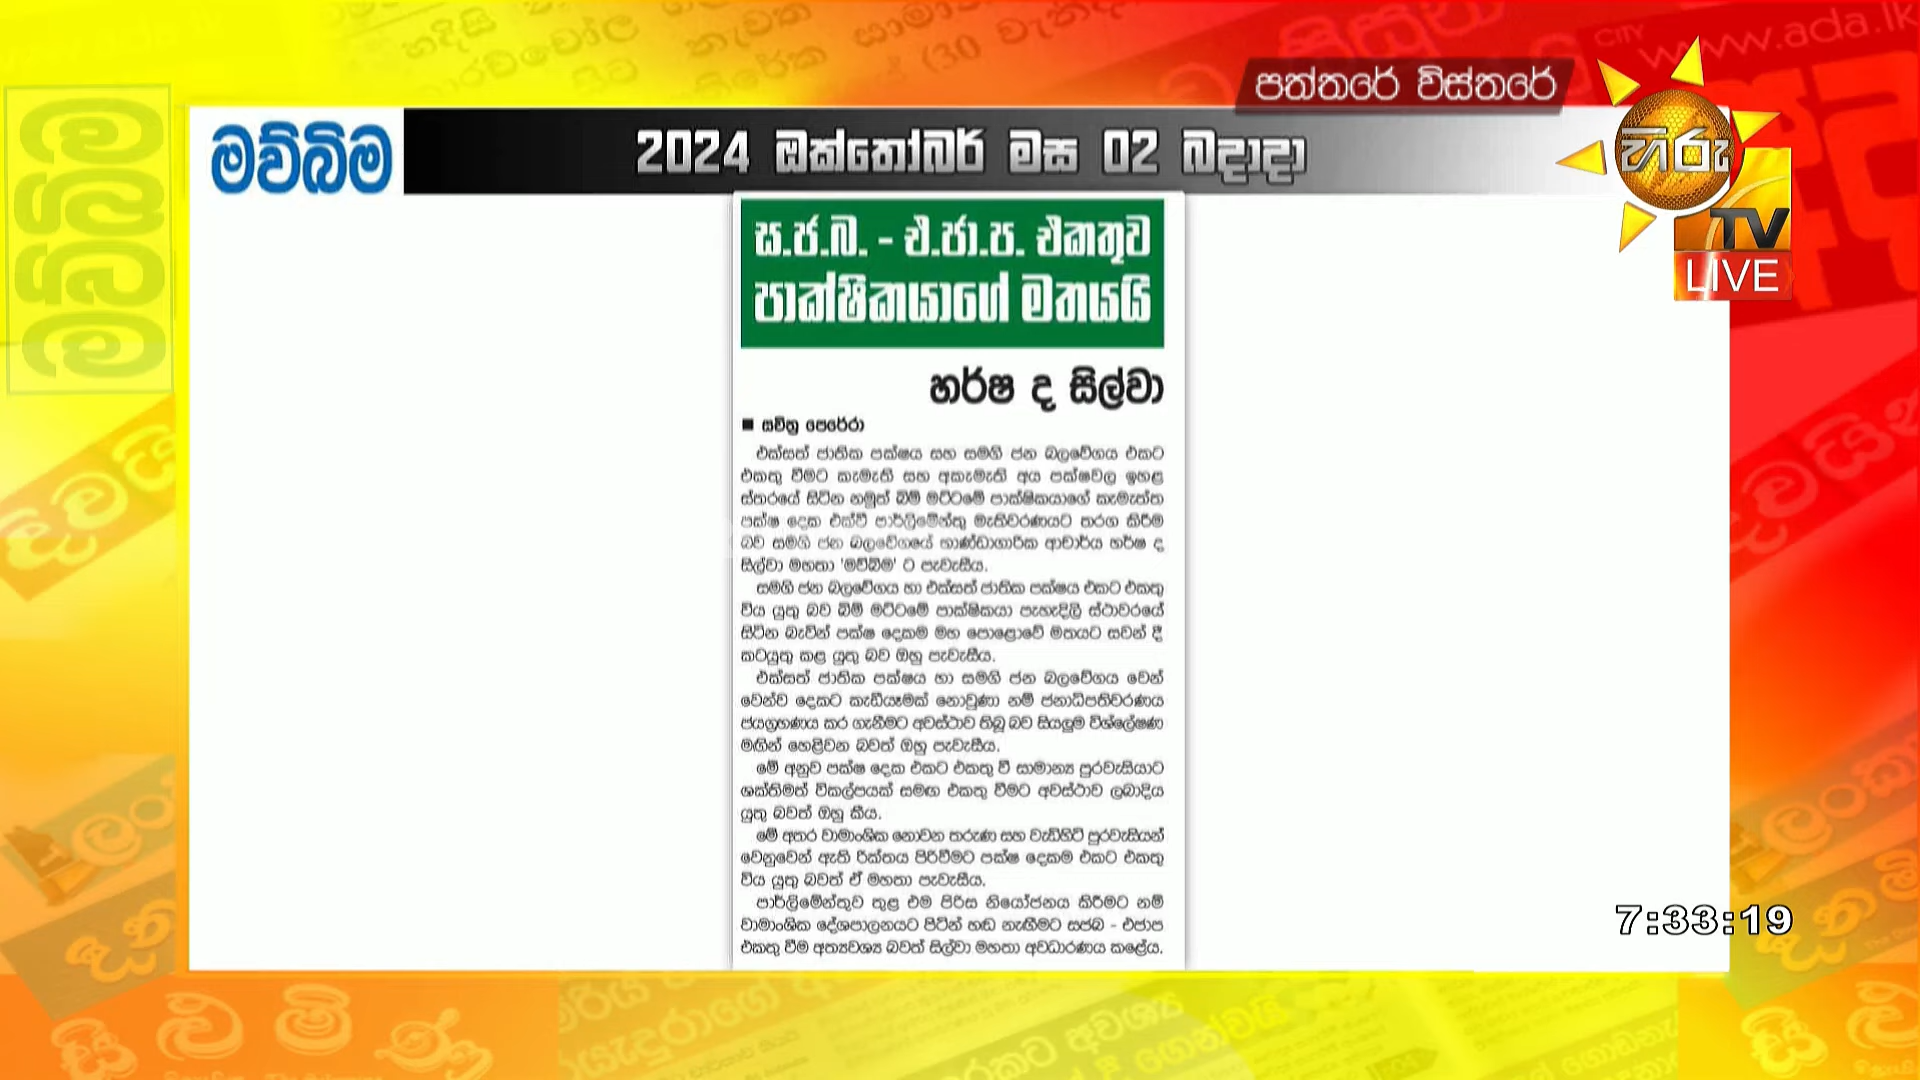 පත්තරේ විස්තරේ
හිරු
TV
LIVE
www.ada.lk
CITY
මව්බිම
2024 ඔක්තෝබර් මස 02 බදාදා
ස.ජ.බ. - එ.ජා.ප. එකතුව
පාක්ෂිකයාගේ මතයයි
හර්ෂ ද සිල්වා
■ සචිත්‍ර පෙරේරා
එක්සත් ජාතික පක්ෂය සහ සමගි ජන බලවේගය එකට
එකතු වීමට කැමැති සහ අකැමැති අය පක්ෂවල ඉහළ
ස්තරයේ සිටින නමුත් බිම් මට්ටමේ පාක්ෂිකයාගේ කැමැත්ත
පක්ෂ දෙක එක්වී පාර්ලිමේන්තු මැතිවරණයට තරග කිරීම
බව සමගි ජන බලවේගයේ භාණ්ඩාගාරික ආචාර්ය හර්ෂ ද
සිල්වා මහතා 'මව්බිම' ට පැවැසීය.
සමගි ජන බලවේගය හා එක්සත් ජාතික පක්ෂය එකට එකතු
විය යුතු බව බිම් මට්ටමේ පාක්ෂිකයා පැහැදිලි ස්ථාවරයේ
සිටින බැවින් පක්ෂ දෙකම මහ පොළොවේ මතයට සවන් දී
කටයුතු කළ යුතු බව ඔහු පැවැසීය.
එක්සත් ජාතික පක්ෂය හා සමගි ජන බලවේගය වෙන්
වෙන්ව දෙකට කැඩීයෑමක් නොවුණා නම් ජනාධිපතිවරණය
ජයග්‍රහණය කර ගැනීමට අවස්ථාව තිබූ බව සියලුම විශ්ලේෂණ
මඟින් හෙළිවන බවත් ඔහු පැවැසීය.
මේ අනුව පක්ෂ දෙක එකට එකතු වී සාමාන්‍ය පුරවැසියාට
ශක්තිමත් විකල්පයක් සමඟ එකතු වීමට අවස්ථාව ලබාදිය
යුතු බවත් ඔහු කීය.
මේ අතර වාමාංශික නොවන තරුණ සහ වැඩිහිටි පුරවැසියන්
වෙනුවෙන් ඇති රික්තය පිරිවීමට පක්ෂ දෙකම එකට එකතු
විය යුතු බවත් ඒ මහතා පැවැසීය.
පාර්ලිමේන්තුව තුළ එම පිරිස නියෝජනය කිරීමට නම්
වාමාංශික දේශපාලනයට පිටින් හඬ නැඟීමට සජබ - එජාප
එකතු වීම අත්‍යවශ්‍ය බවත් සිල්වා මහතා අවධාරණය කළේය.
7:33:19